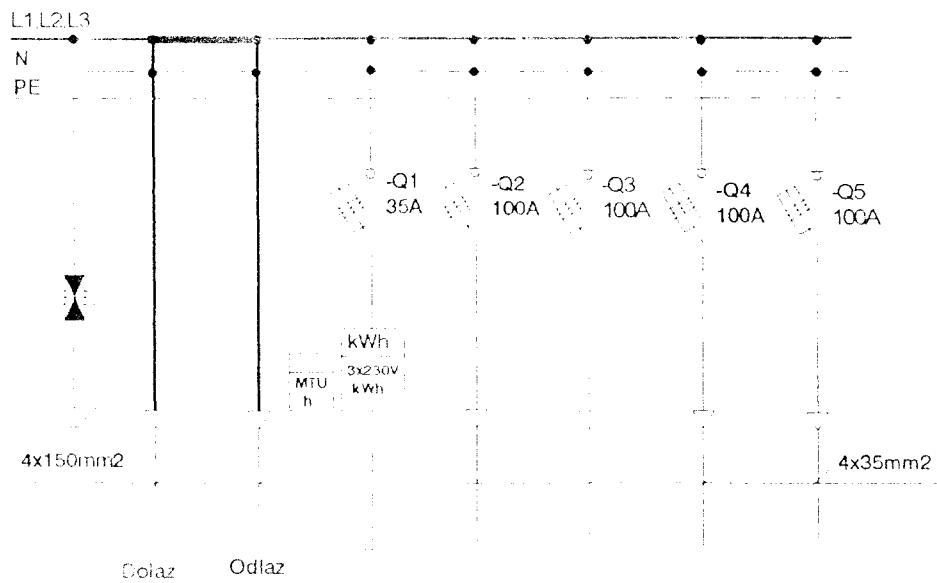 L1,L2,L3
N
PE
-Q1
35A
-Q2
100A
-Q3
100A
-Q4
100A
-Q5
100A
kWh
3x230V
kWh
MTU
h
4x150mm2
4x35mm2
Dolaz
Odlaz